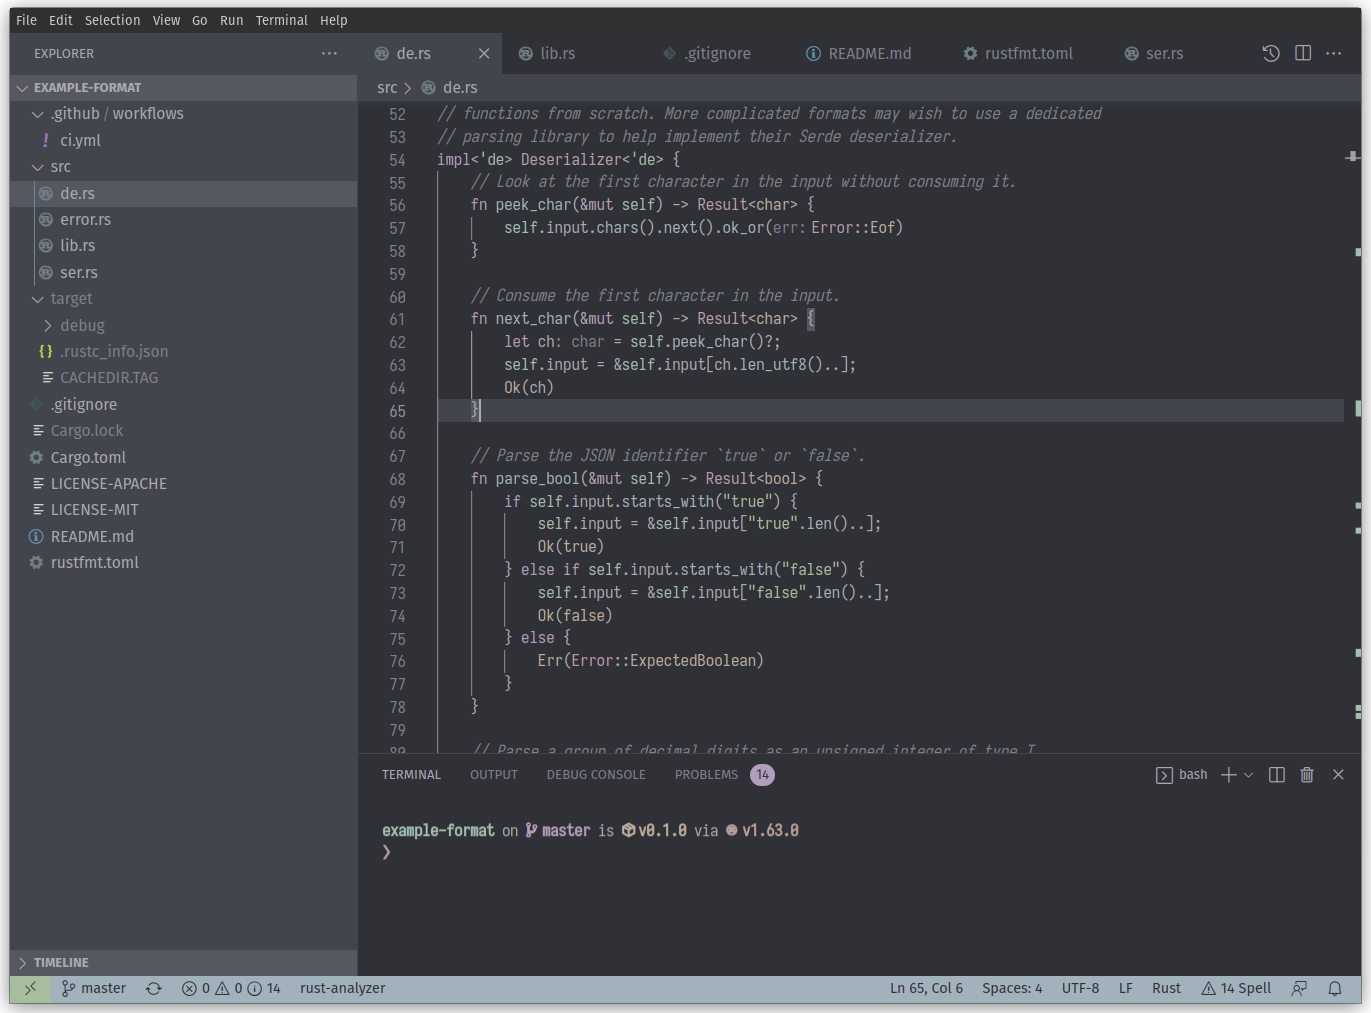 File Edit Selection View Go Run Terminal Help
EXPLORER
de.rs lib.rs .gitignore README.md rustfmt.toml ser.rs
EXAMPLE-FORMAT
.github / workflows
ci.yml
src
de.rs
error.rs
lib.rs
ser.rs
target
debug
.rustc_info.json
CACHEDIR.TAG
.gitignore
Cargo.lock
Cargo.toml
LICENSE-APACHE
LICENSE-MIT
README.md
rustfmt.toml
TIMELINE
src > de.rs
52 // functions from scratch. More complicated formats may wish to use a dedicated
53 // parsing library to help implement their Serde deserializer.
54 impl<'de> Deserializer<'de> {
55 // Look at the first character in the input without consuming it.
56 fn peek_char(&mut self) -> Result<char> {
57 self.input.chars().next().ok_or(err: Error::Eof)
58 }
59
60 // Consume the first character in the input.
61 fn next_char(&mut self) -> Result<char> {
62 let ch: char = self.peek_char()?;
63 self.input = &self.input[ch.len_utf8()..];
64 Ok(ch)
65 }
66
67 // Parse the JSON identifier `true` or `false`.
68 fn parse_bool(&mut self) -> Result<bool> {
69 if self.input.starts_with("true") {
70 self.input = &self.input["true".len()..];
71 Ok(true)
72 } else if self.input.starts_with("false") {
73 self.input = &self.input["false".len()..];
74 Ok(false)
75 } else {
76 Err(Error::ExpectedBoolean)
77 }
78 }
79
80 // Parse a group of decimal digits as an unsigned integer of type T
TERMINAL OUTPUT DEBUG CONSOLE PROBLEMS 14 bash
example-format on master is v0.1.0 via v1.63.0
❯
master 0 0 14 rust-analyzer Ln 65, Col 6 Spaces: 4 UTF-8 LF Rust 14 Spell